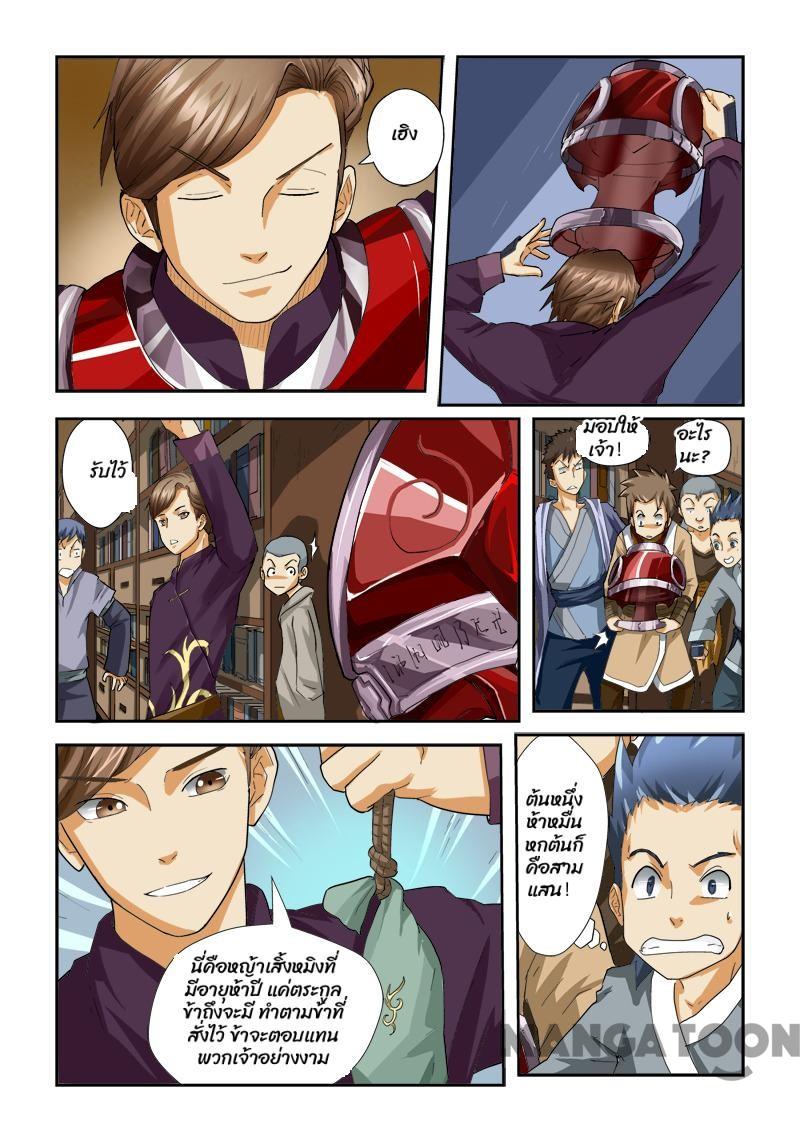 เฮิง
รับไว้
มอบให้
เจ้า!
อะไร
นะ?
นี่คือหญ้าเสิ้งหมิงที่
มีอายุห้าปี แค่ตระกูล
ข้าถึงจะมี ทำตามข้าที่
สั่งไว้ ข้าจะตอบแทน
พวกเจ้าอย่างงาม
ต้นหนึ่ง
ห้าหมื่น
หกต้นก็
คือสาม
แสน!
MANGATOON